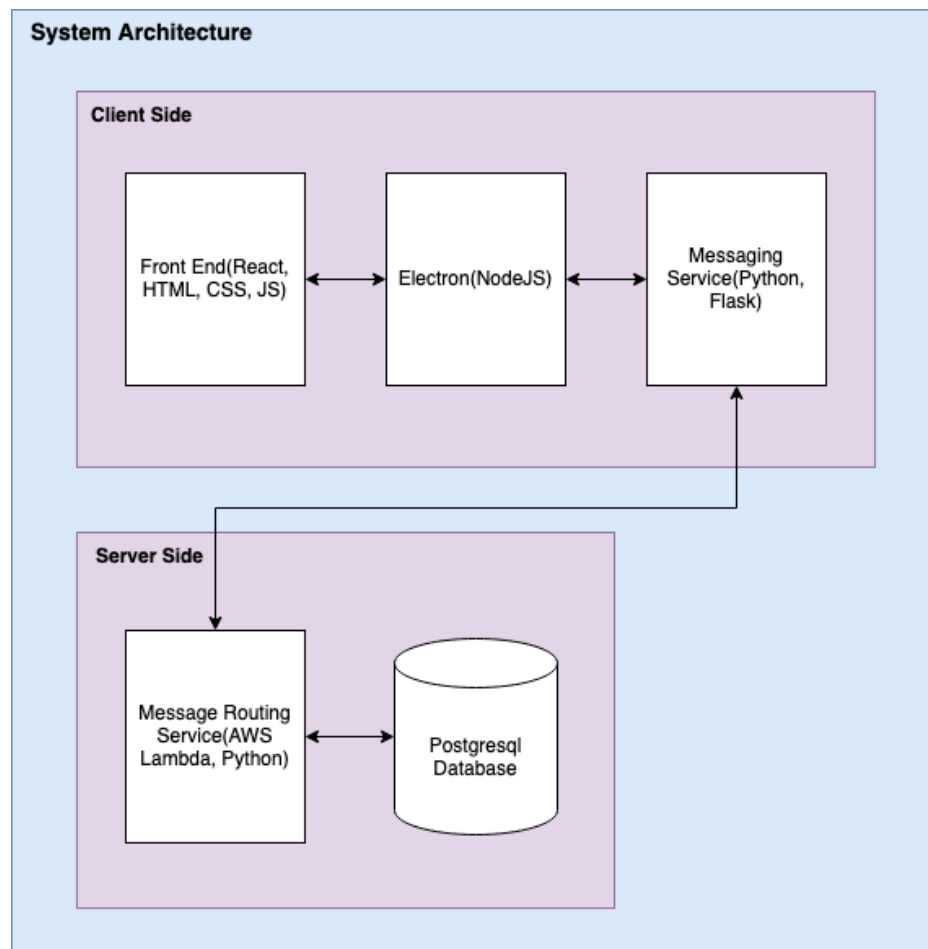 System Architecture
Client Side
Front End(React,
HTML, CSS, JS)
Electron(NodeJS)
Messaging
Service(Python,
Flask)
Server Side
Message Routing
Service(AWS
Lambda, Python)
Postgresql
Database